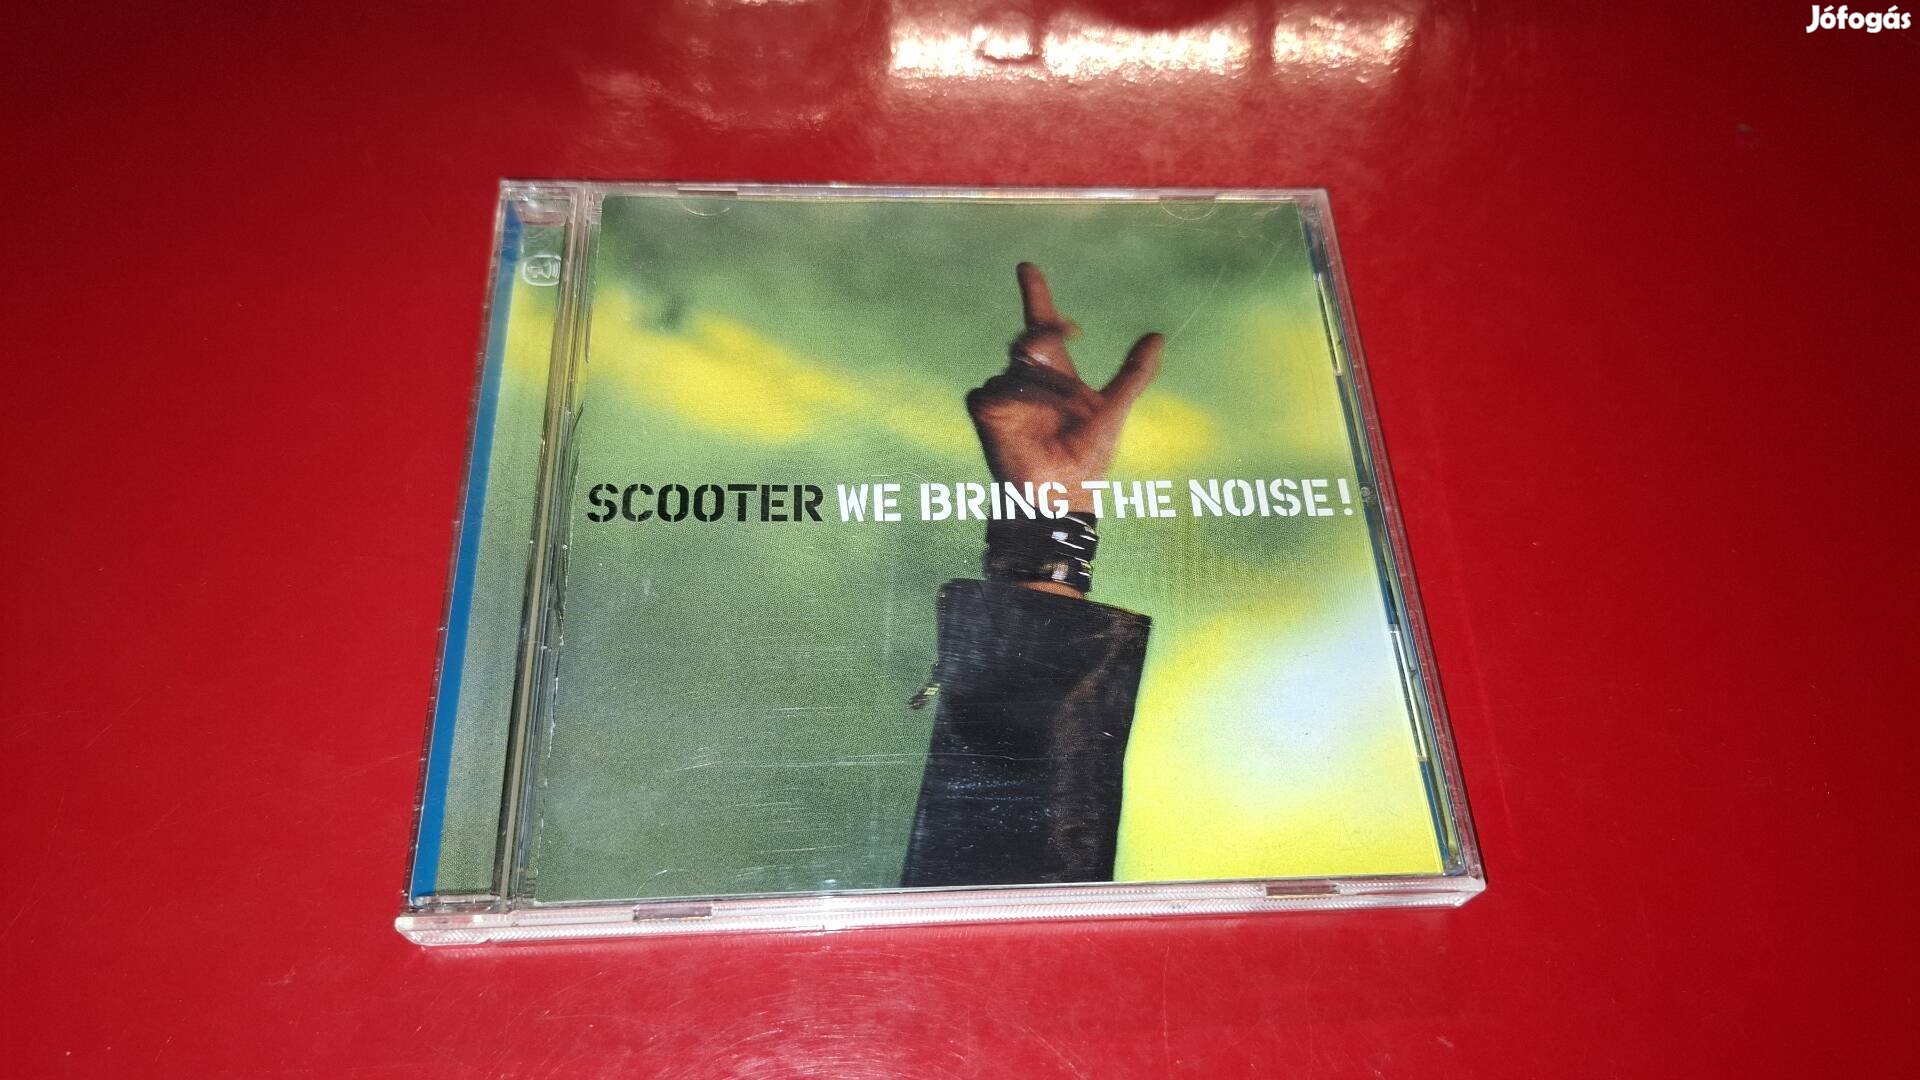 Jófogás
SCOOTER WE BRING THE NOISE!